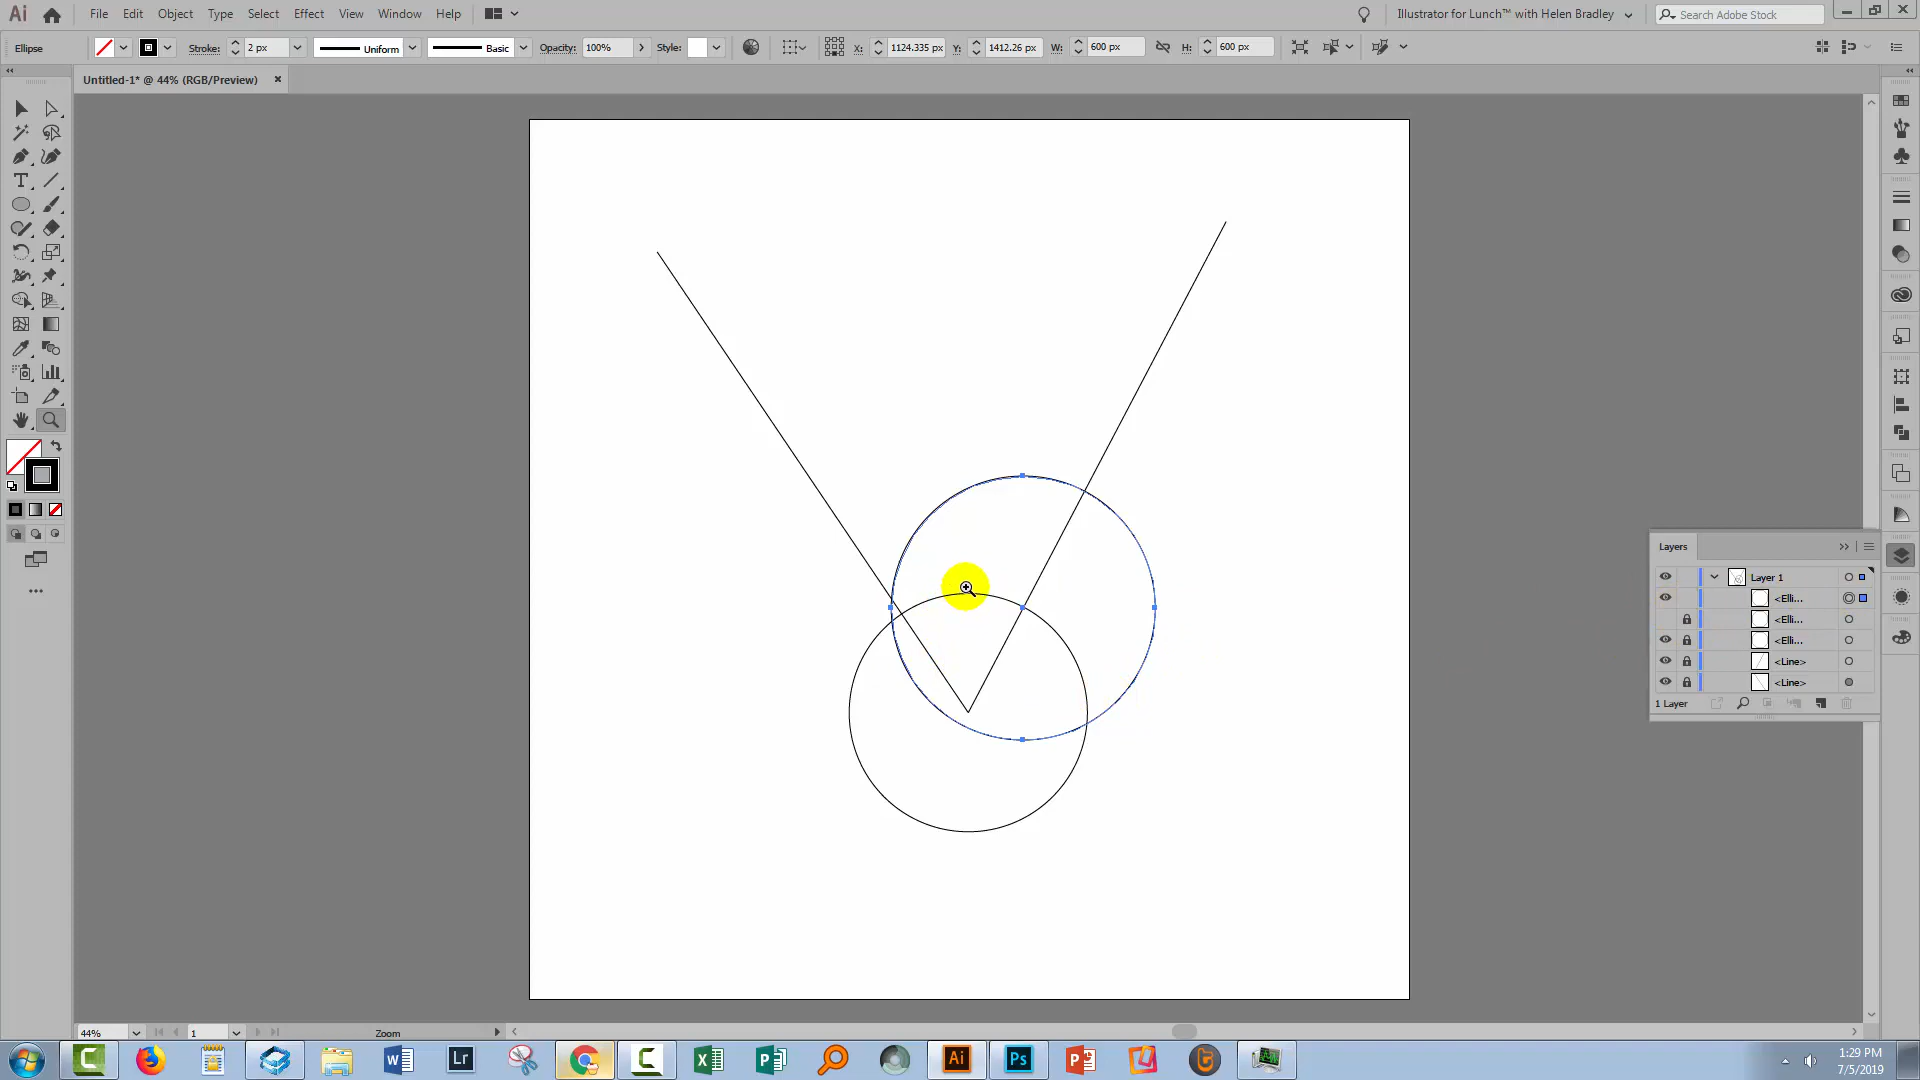 Ai File Edit Object Type Select Effect View Window Help Illustrator for Lunch™ with Helen Bradley Search Adobe Stock
Ellipse Stroke: 2 px Uniform Basic Opacity: 100% Style: X: 1124.335 px Y: 1412.26 px W: 600 px H: 600 px
Untitled-1* @ 44% (RGB/Preview)
Layers
Layer 1
<Elli...
<Elli...
<Elli...
<Line>
<Line>
1 Layer
44% 1 Zoom
Lr Ai Ps
1:29 PM
7/5/2019